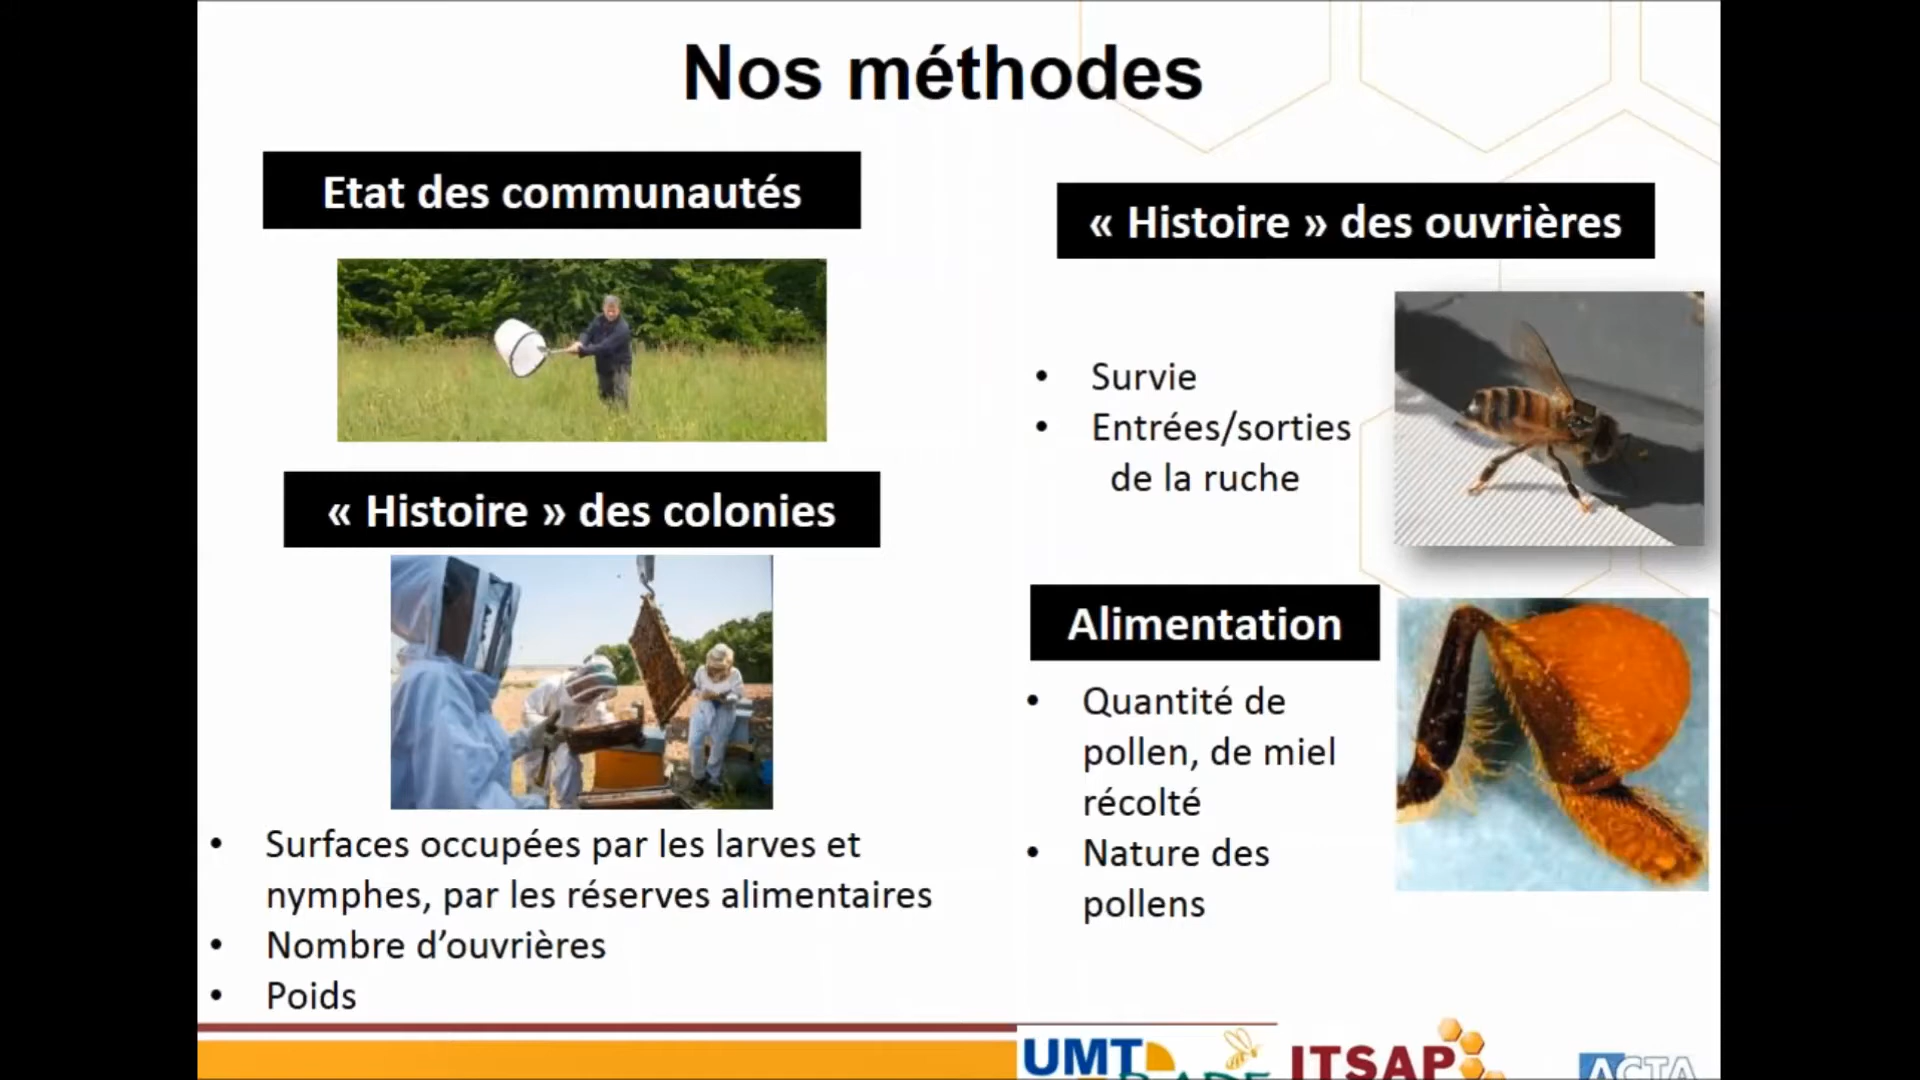 Nos méthodes
Etat des communautés
« Histoire » des colonies
• Surfaces occupées par les larves et
nymphes, par les réserves alimentaires
• Nombre d’ouvrières
• Poids
« Histoire » des ouvrières
• Survie
• Entrées/sorties
de la ruche
Alimentation
• Quantité de
pollen, de miel
récolté
• Nature des
pollens
UMT
ITSAP
ACTA